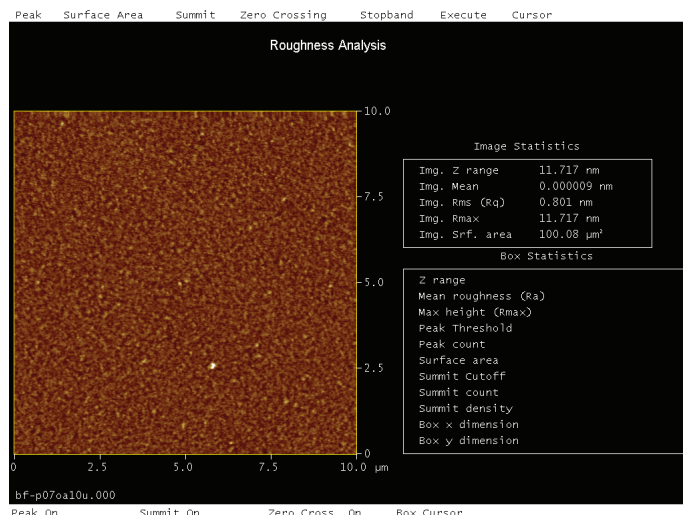 Peak Surface Area Summit Zero Crossing Stopband Execute Cursor
Roughness Analysis
10.0
7.5
5.0
2.5
0
0 2.5 5.0 7.5 10.0 µm
Image Statistics
Img. Z range 11.717 nm
Img. Mean 0.000009 nm
Img. Rms (Rq) 0.801 nm
Img. Rmax 11.717 nm
Img. Srf. area 100.08 µm²
Box Statistics
Z range
Mean roughness (Ra)
Max height (Rmax)
Peak Threshold
Peak count
Surface area
Summit Cutoff
Summit count
Summit density
Box x dimension
Box y dimension
bf-p07oa10u.000
Peak On Summit On Zero Cross. On Box Cursor